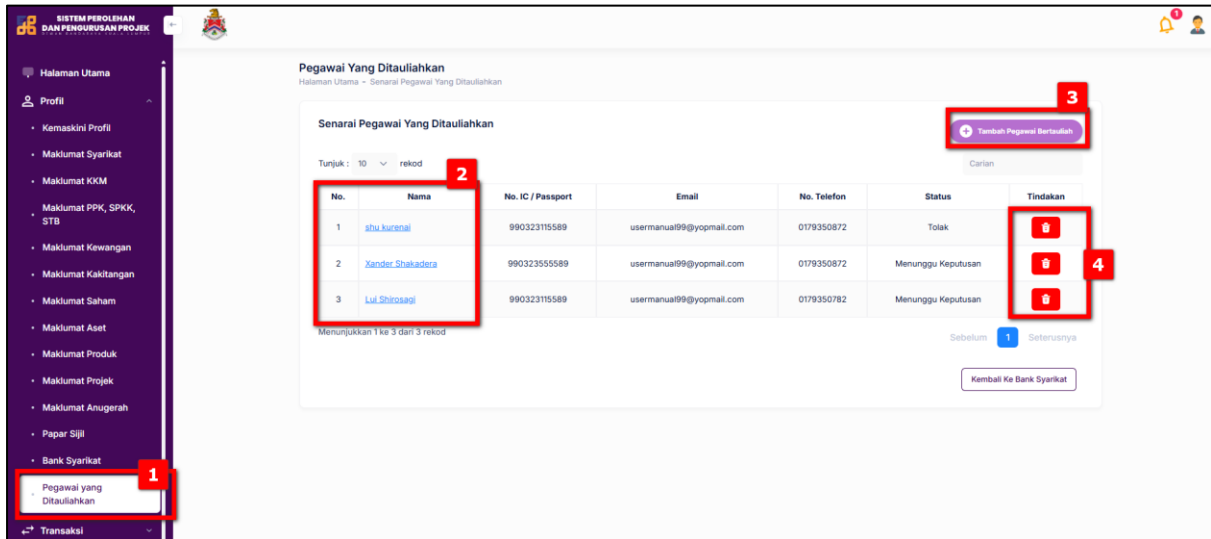 SISTEM PEROLEHAN
DAN PENGURUSAN PROJEK
DEWAN BANDARAYA KUALA LUMPUR
1
Halaman Utama
Profil
Kemaskini Profil
Maklumat Syarikat
Maklumat KKM
Maklumat PPK, SPKK,
STB
Maklumat Kewangan
Maklumat Kakitangan
Maklumat Saham
Maklumat Aset
Maklumat Produk
Maklumat Projek
Maklumat Anugerah
Papar Sijil
Bank Syarikat
1
Pegawai yang
Ditauliahkan
Transaksi
Pegawai Yang Ditauliahkan
Halaman Utama - Senarai Pegawai Yang Ditauliahkan
3
Senarai Pegawai Yang Ditauliahkan
Tambah Pegawai Bertauliah
Tunjuk : 10 rekod
Carian
2
No. Nama No. IC / Passport Email No. Telefon Status Tindakan
1 shu kurenai 990323115589 usermanual99@yopmail.com 0179350872 Tolak
2 Xander Shakadera 990323555589 usermanual99@yopmail.com 0179350872 Menunggu Keputusan
4
3 Lui Shirosagi 990323115589 usermanual99@yopmail.com 0179350782 Menunggu Keputusan
Menunjukkan 1 ke 3 dari 3 rekod
Sebelum 1 Seterusnya
Kembali Ke Bank Syarikat